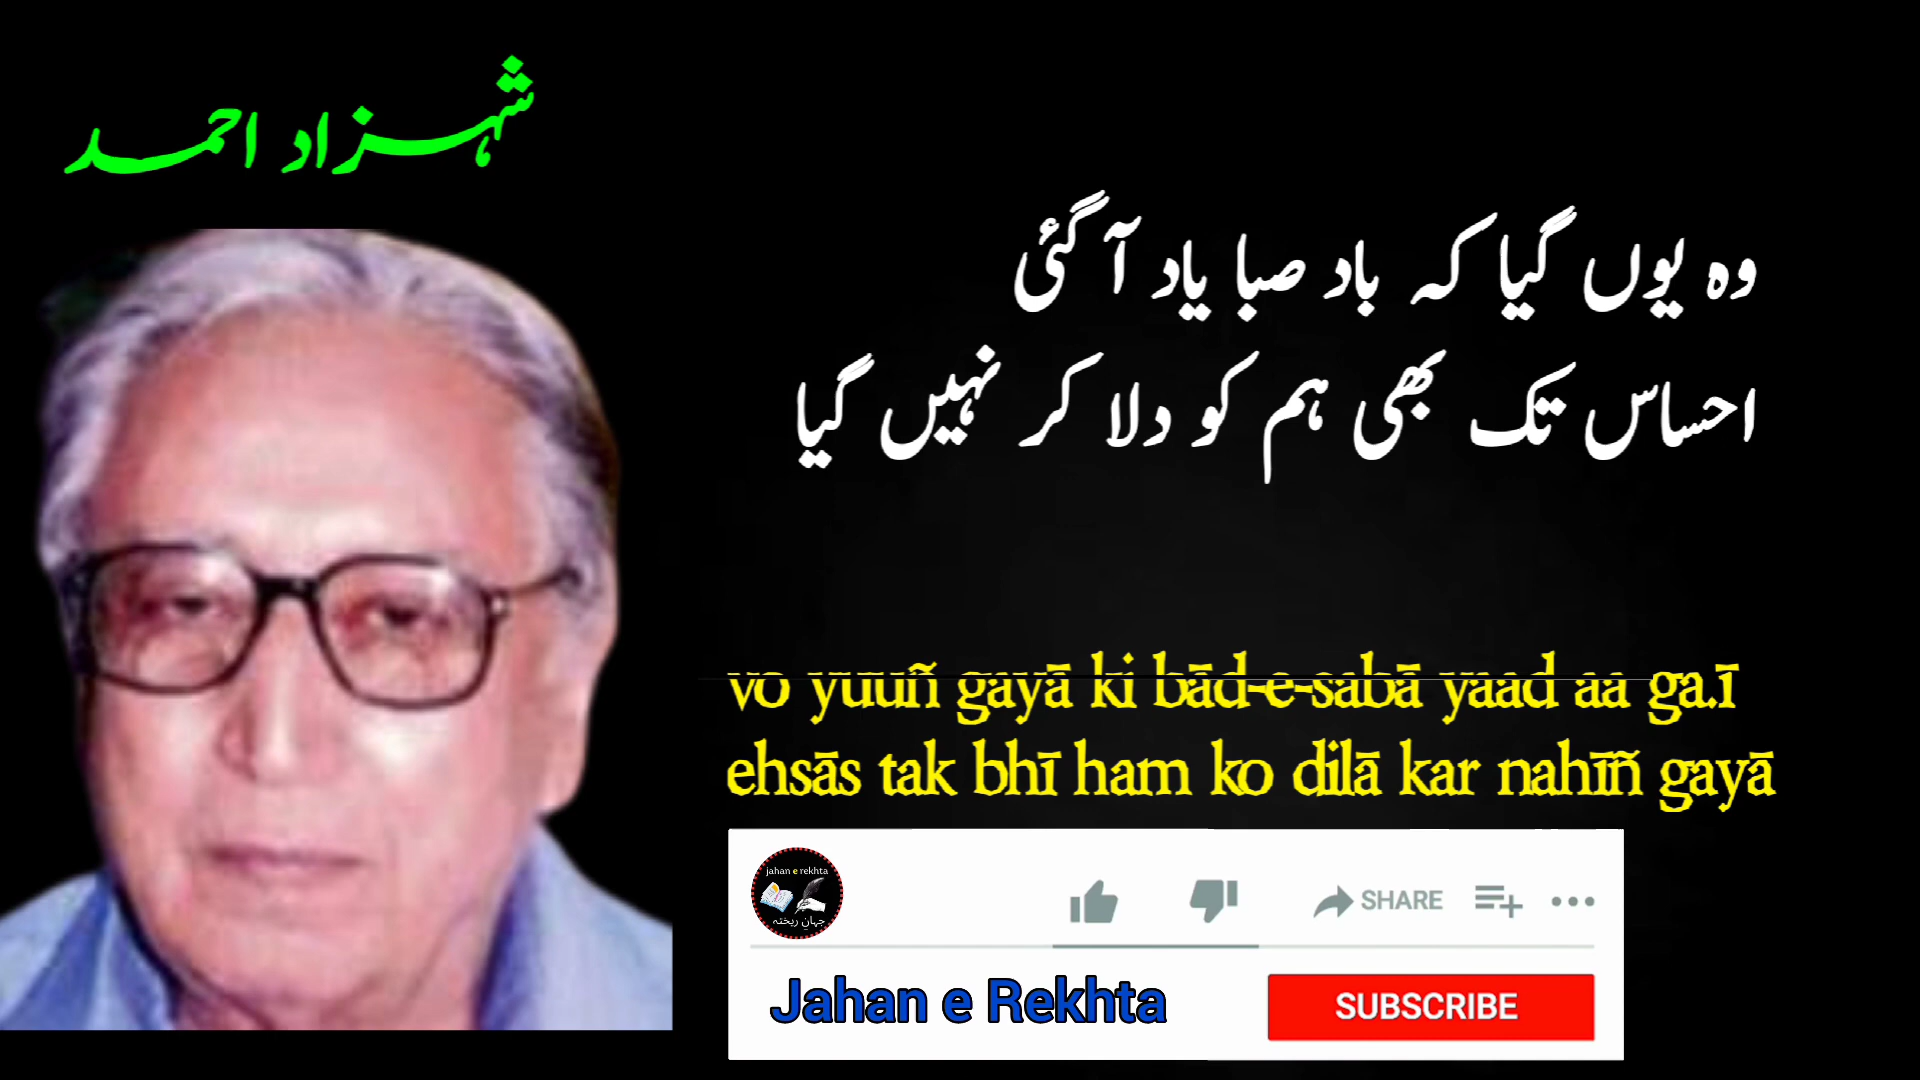 شہزاد احمد
وہ یوں گیا کہ باد صبا یاد آ گئی
احساس تک بھی ہم کو دلا کر نہیں گیا
vo yuuñ gayā ki bād-e-sabā yaad aa ga.ī
ehsās tak bhī ham ko dilā kar nahīñ gayā
jahan e rekhta
جہانِ ریختہ
SHARE
Jahan e Rekhta
SUBSCRIBE